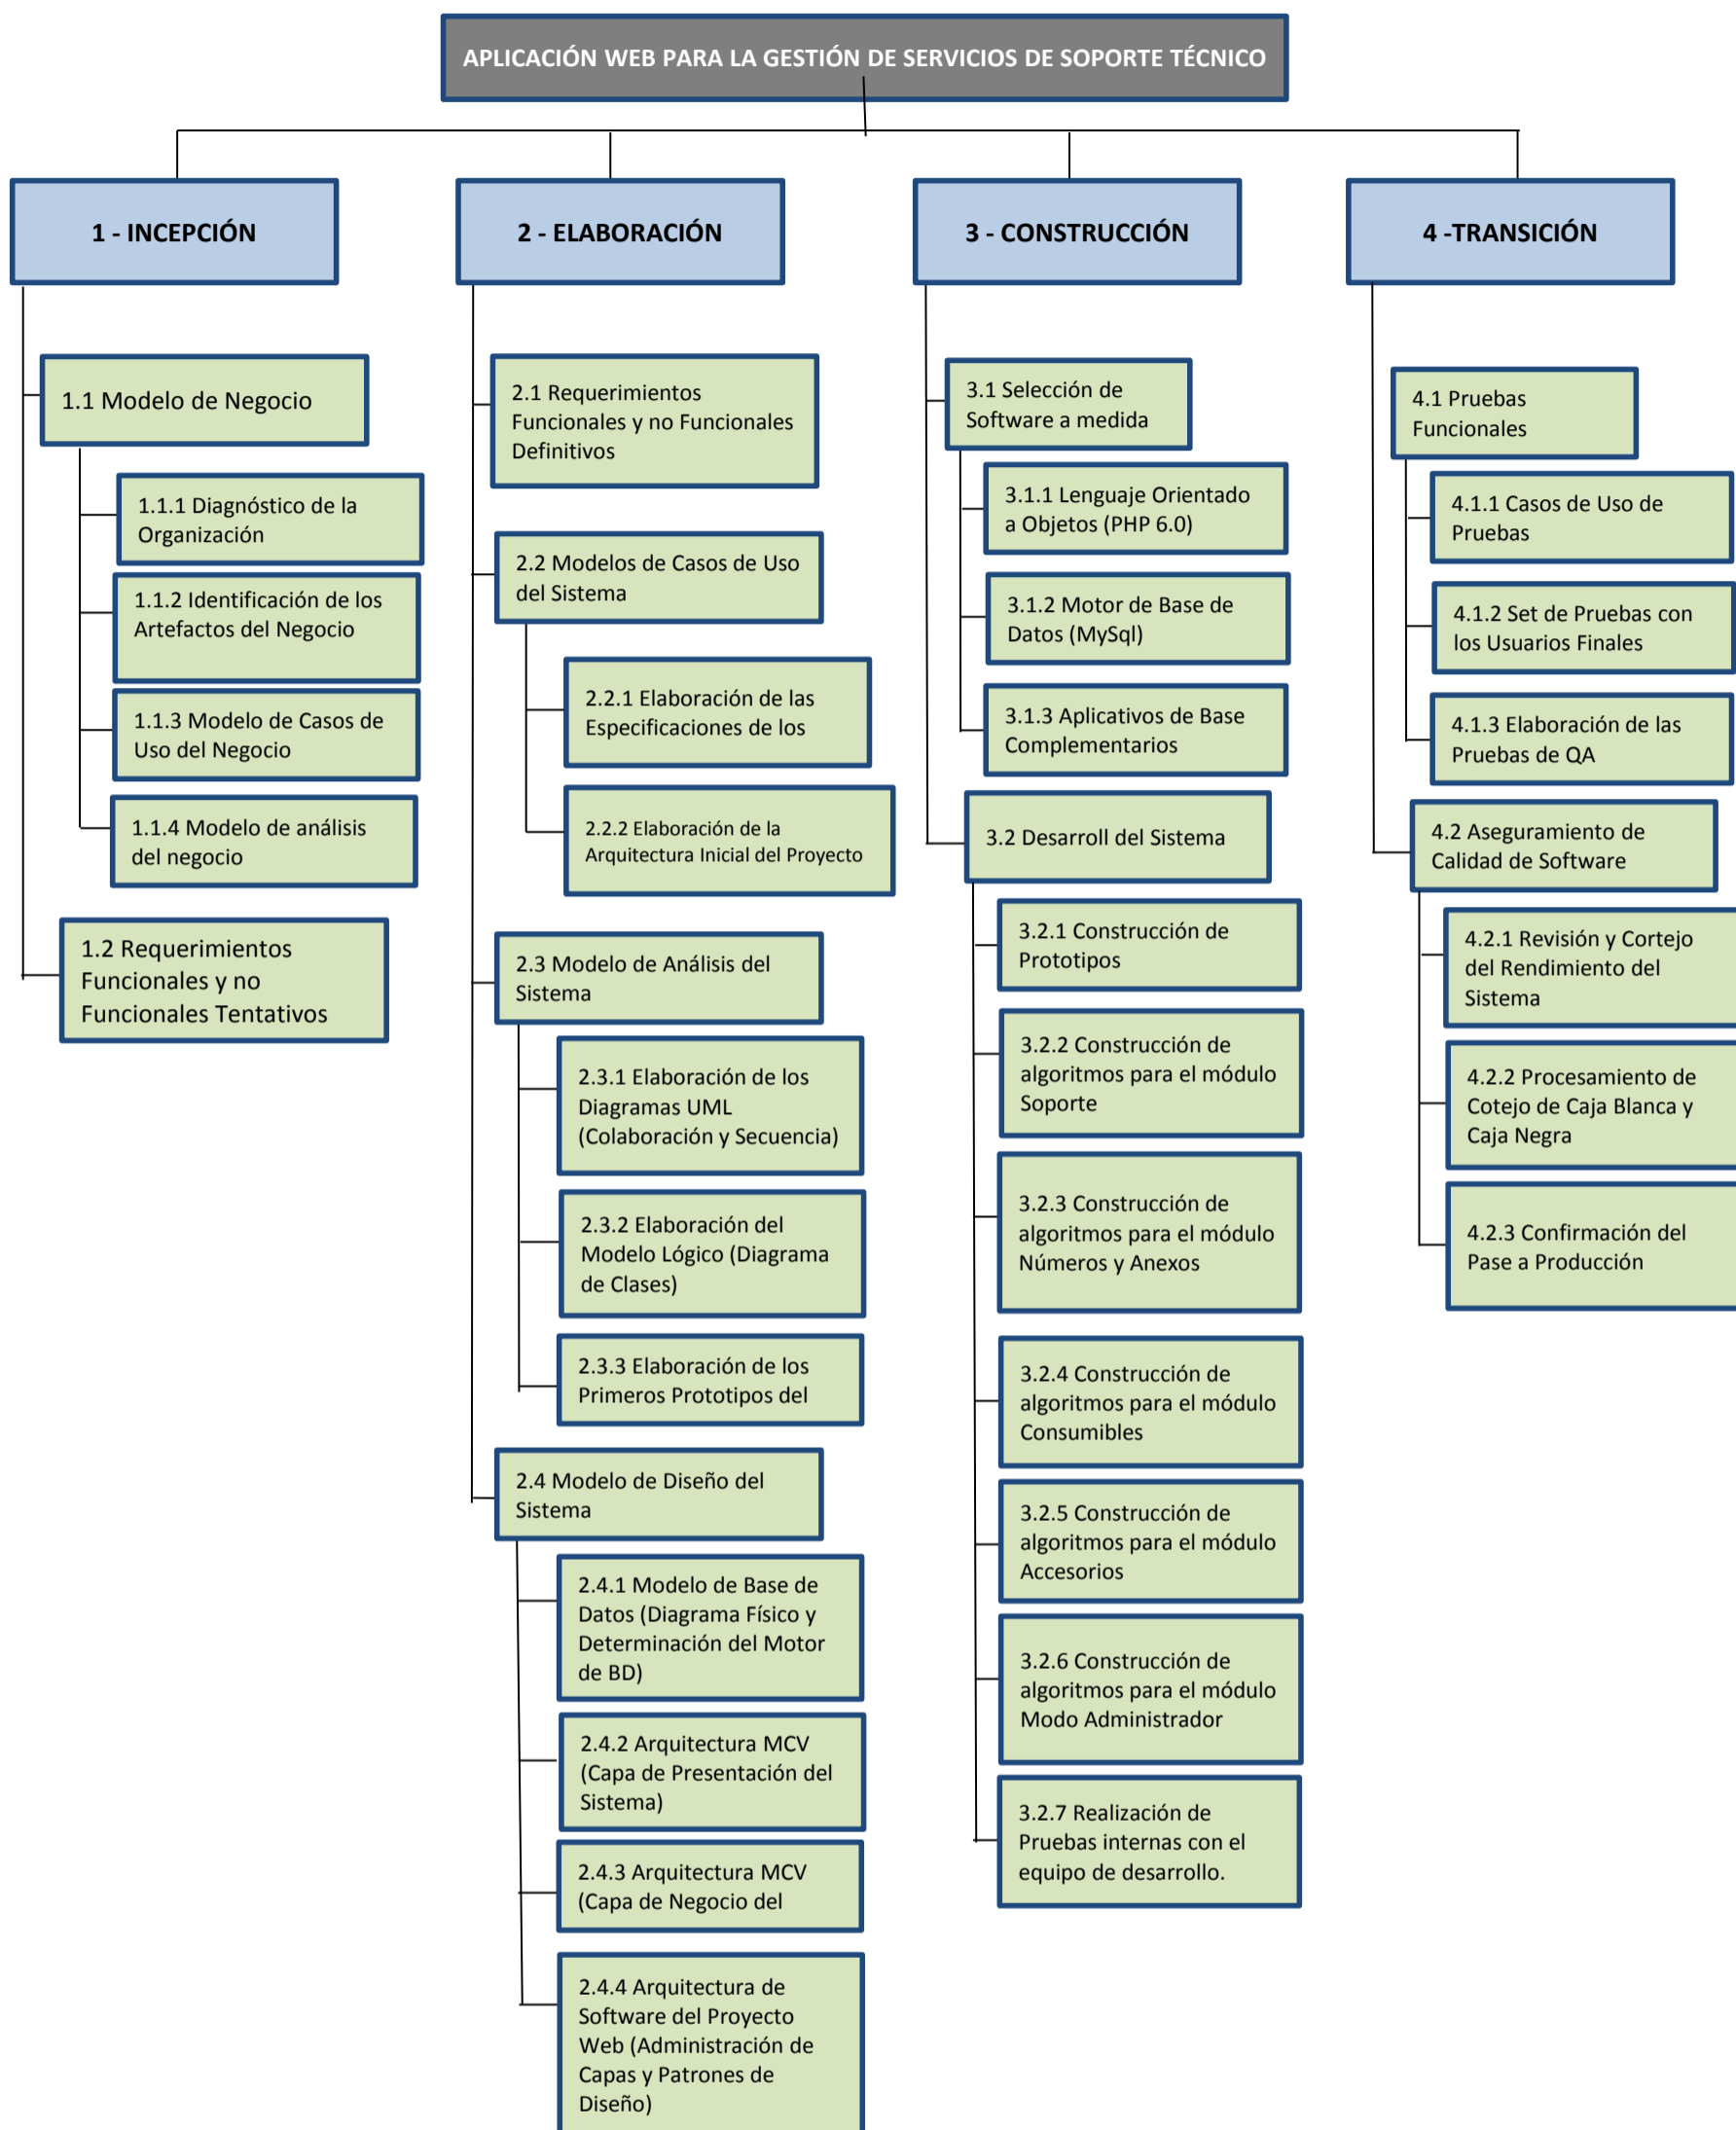 APLICACIÓN WEB PARA LA GESTIÓN DE SERVICIOS DE SOPORTE TÉCNICO
1 - INCEPCIÓN
1.1 Modelo de Negocio
1.1.1 Diagnóstico de la
Organización
1.1.2 Identificación de los
Artefactos del Negocio
1.1.3 Modelo de Casos de
Uso del Negocio
1.1.4 Modelo de análisis
del negocio
1.2 Requerimientos
Funcionales y no
Funcionales Tentativos
2 - ELABORACIÓN
2.1 Requerimientos
Funcionales y no Funcionales
Definitivos
2.2 Modelos de Casos de Uso
del Sistema
2.2.1 Elaboración de las
Especificaciones de los
2.2.2 Elaboración de la
Arquitectura Inicial del Proyecto
2.3 Modelo de Análisis del
Sistema
2.3.1 Elaboración de los
Diagramas UML
(Colaboración y Secuencia)
2.3.2 Elaboración del
Modelo Lógico (Diagrama
de Clases)
2.3.3 Elaboración de los
Primeros Prototipos del
2.4 Modelo de Diseño del
Sistema
2.4.1 Modelo de Base de
Datos (Diagrama Físico y
Determinación del Motor
de BD)
2.4.2 Arquitectura MCV
(Capa de Presentación del
Sistema)
2.4.3 Arquitectura MCV
(Capa de Negocio del
2.4.4 Arquitectura de
Software del Proyecto
Web (Administración de
Capas y Patrones de
Diseño)
3 - CONSTRUCCIÓN
3.1 Selección de
Software a medida
3.1.1 Lenguaje Orientado
a Objetos (PHP 6.0)
3.1.2 Motor de Base de
Datos (MySql)
3.1.3 Aplicativos de Base
Complementarios
3.2 Desarroll del Sistema
3.2.1 Construcción de
Prototipos
3.2.2 Construcción de
algoritmos para el módulo
Soporte
3.2.3 Construcción de
algoritmos para el módulo
Números y Anexos
3.2.4 Construcción de
algoritmos para el módulo
Consumibles
3.2.5 Construcción de
algoritmos para el módulo
Accesorios
3.2.6 Construcción de
algoritmos para el módulo
Modo Administrador
3.2.7 Realización de
Pruebas internas con el
equipo de desarrollo.
4 -TRANSICIÓN
4.1 Pruebas
Funcionales
4.1.1 Casos de Uso de
Pruebas
4.1.2 Set de Pruebas con
los Usuarios Finales
4.1.3 Elaboración de las
Pruebas de QA
4.2 Aseguramiento de
Calidad de Software
4.2.1 Revisión y Cortejo
del Rendimiento del
Sistema
4.2.2 Procesamiento de
Cotejo de Caja Blanca y
Caja Negra
4.2.3 Confirmación del
Pase a Producción